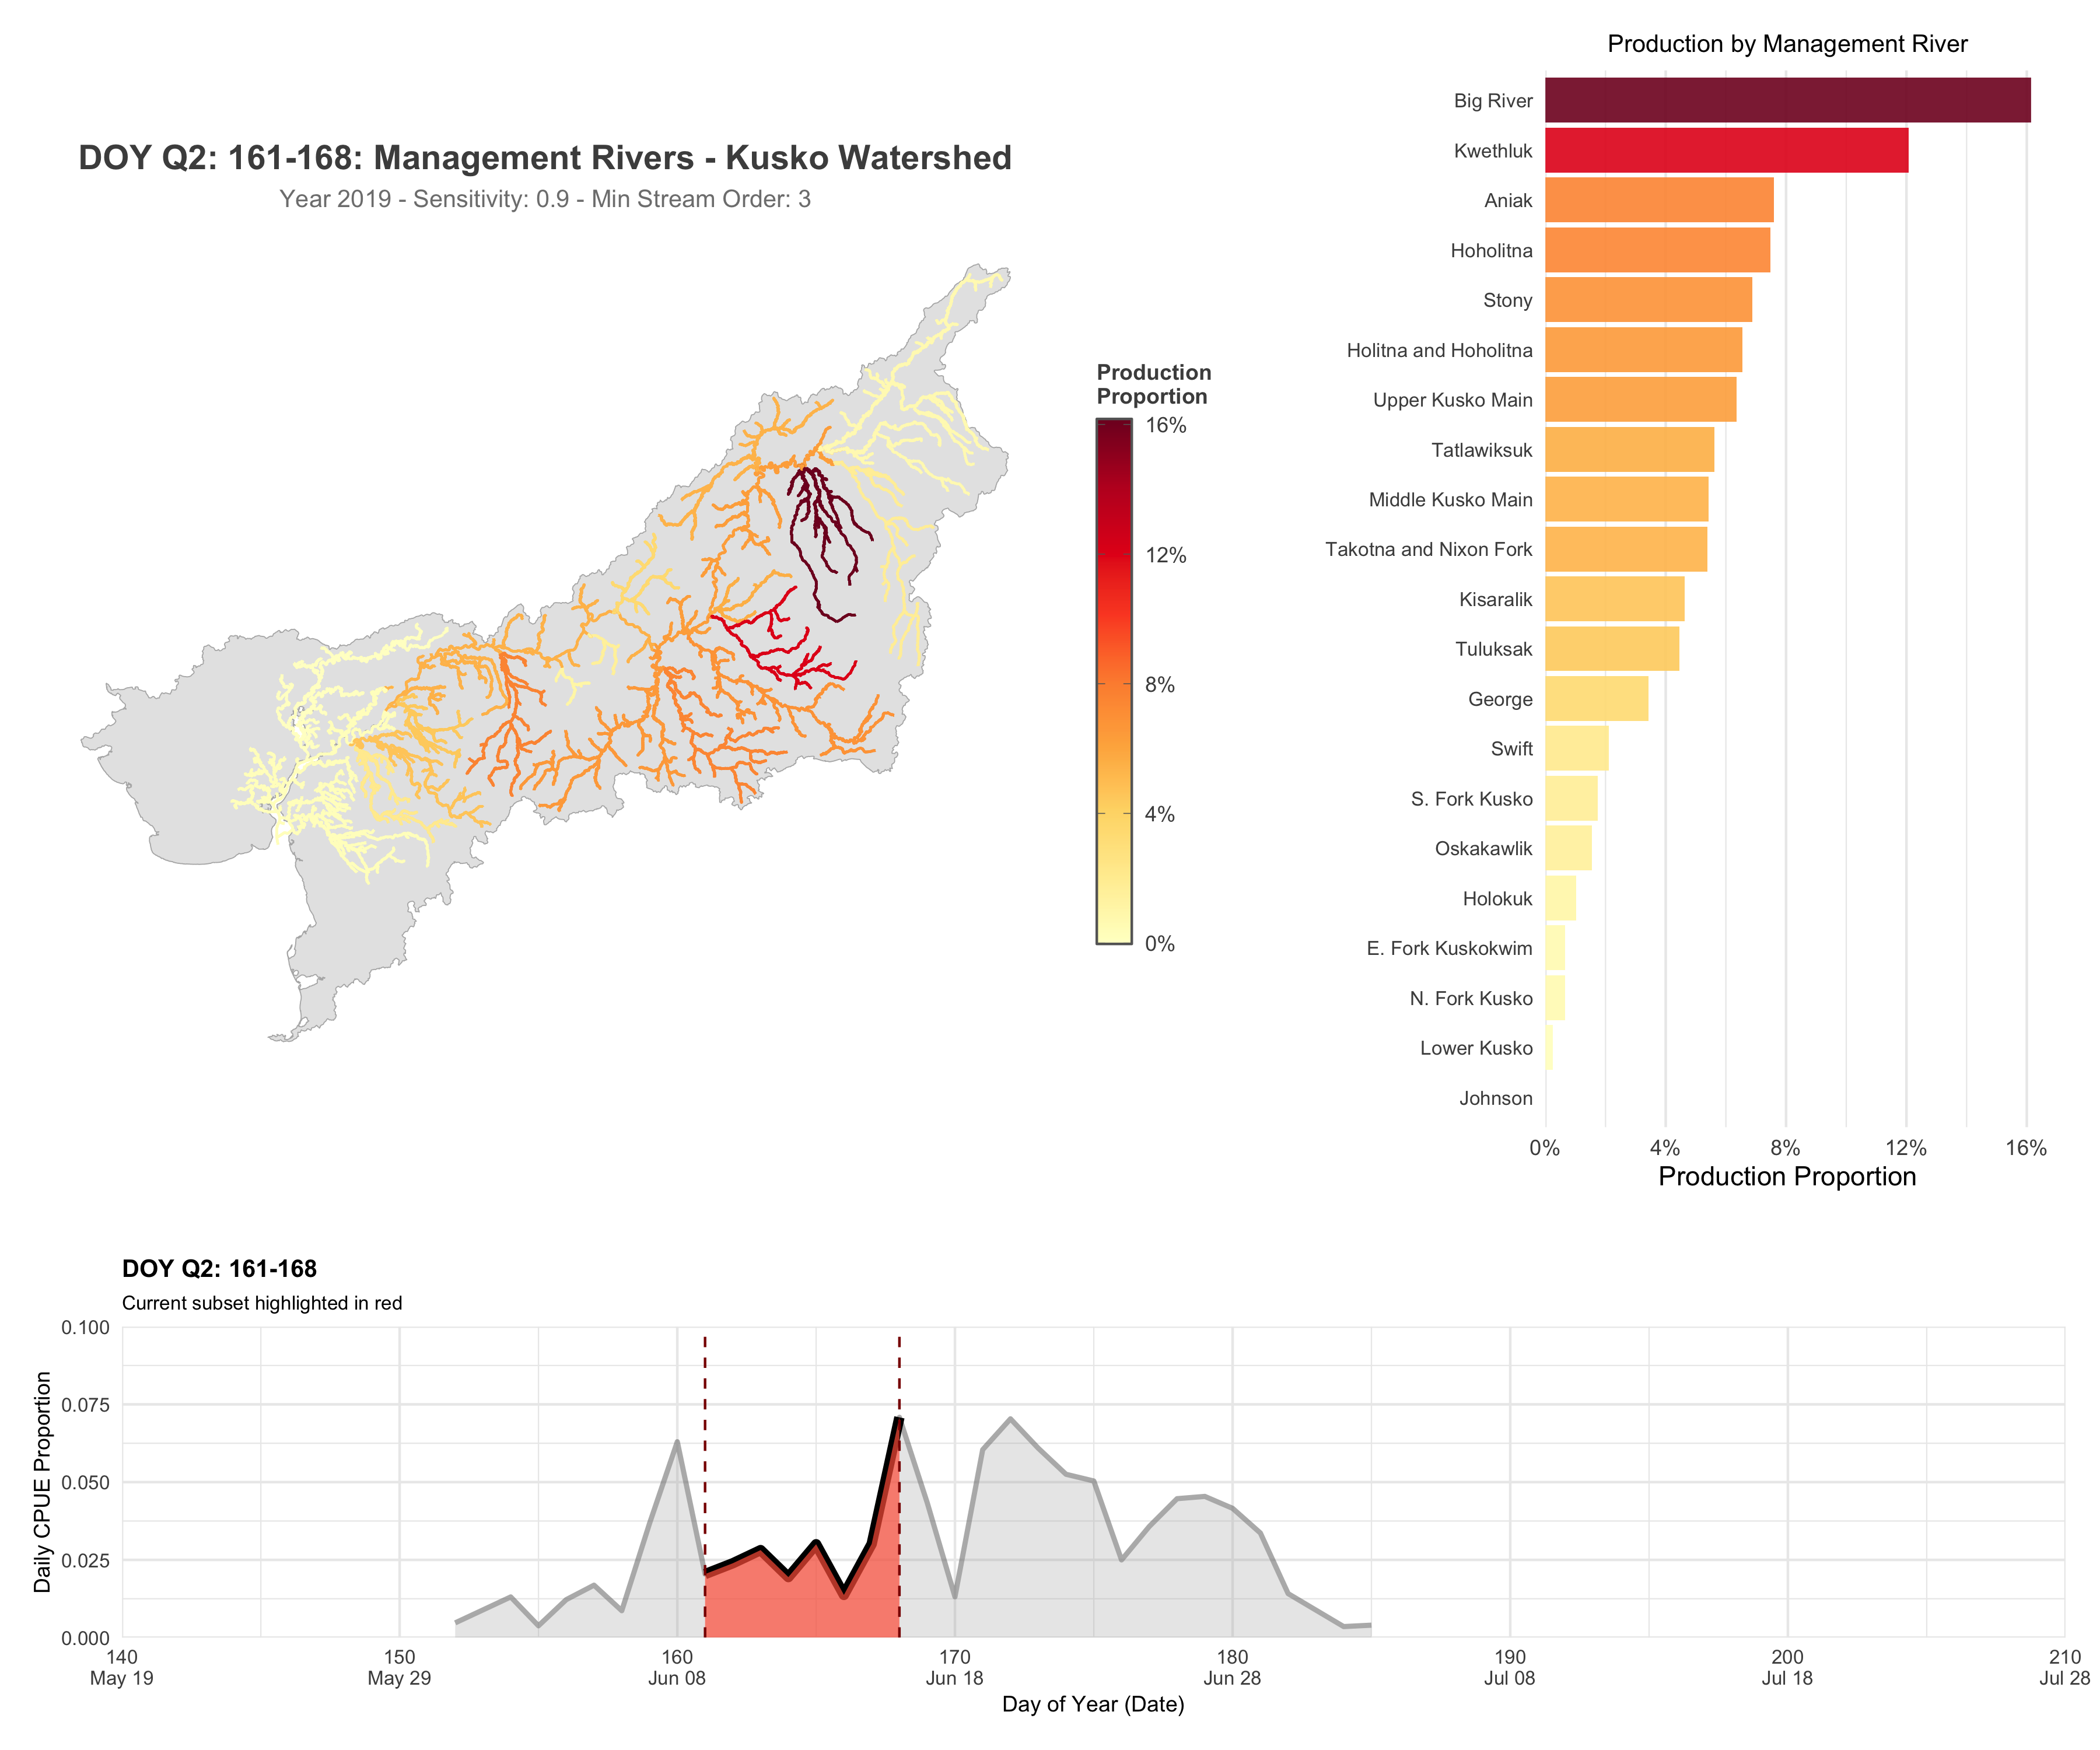 DOY Q2: 161-168: Management Rivers - Kusko Watershed
Year 2019 - Sensitivity: 0.9 - Min Stream Order: 3
Production
Proportion
16%
12%
8%
4%
0%
Production by Management River
Big River
Kwethluk
Aniak
Hoholitna
Stony
Holitna and Hoholitna
Upper Kusko Main
Tatlawiksuk
Middle Kusko Main
Takotna and Nixon Fork
Kisaralik
Tuluksak
George
Swift
S. Fork Kusko
Oskakawlik
Holokuk
E. Fork Kuskokwim
N. Fork Kusko
Lower Kusko
Johnson
0% 4% 8% 12% 16%
Production Proportion
DOY Q2: 161-168
Current subset highlighted in red
Daily CPUE Proportion
0.100
0.075
0.050
0.025
0.000
140 150 160 170 180 190 200 210
May 19 May 29 Jun 08 Jun 18 Jun 28 Jul 08 Jul 18 Jul 28
Day of Year (Date)